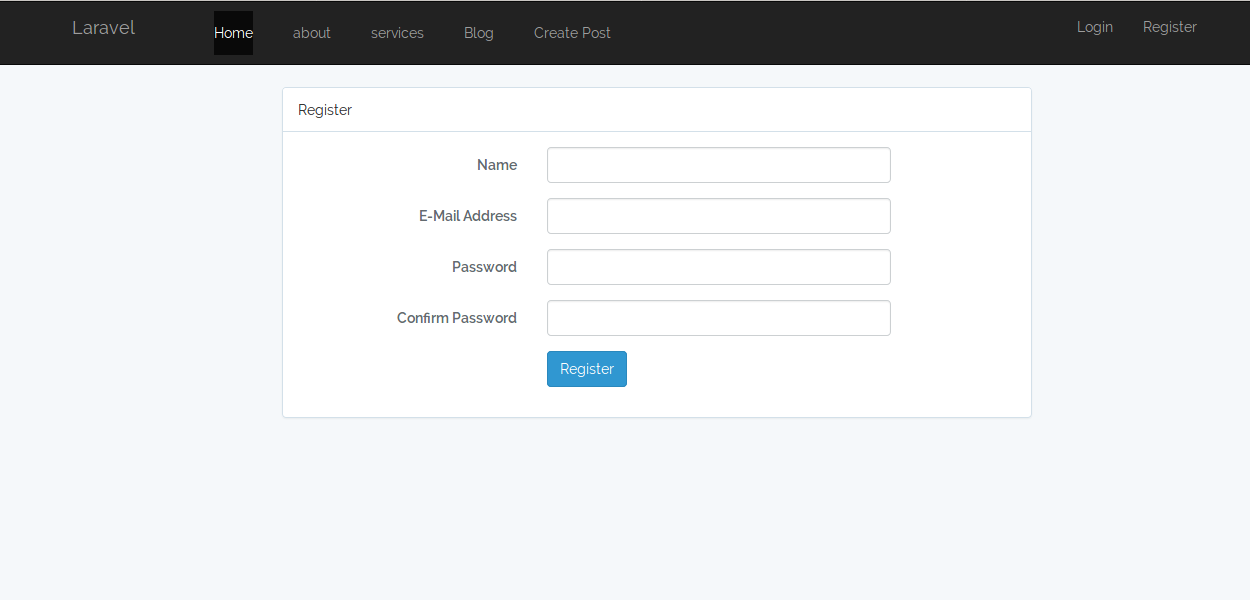 Laravel Home about services Blog Create Post Login Register
Register
Name
E-Mail Address
Password
Confirm Password
Register